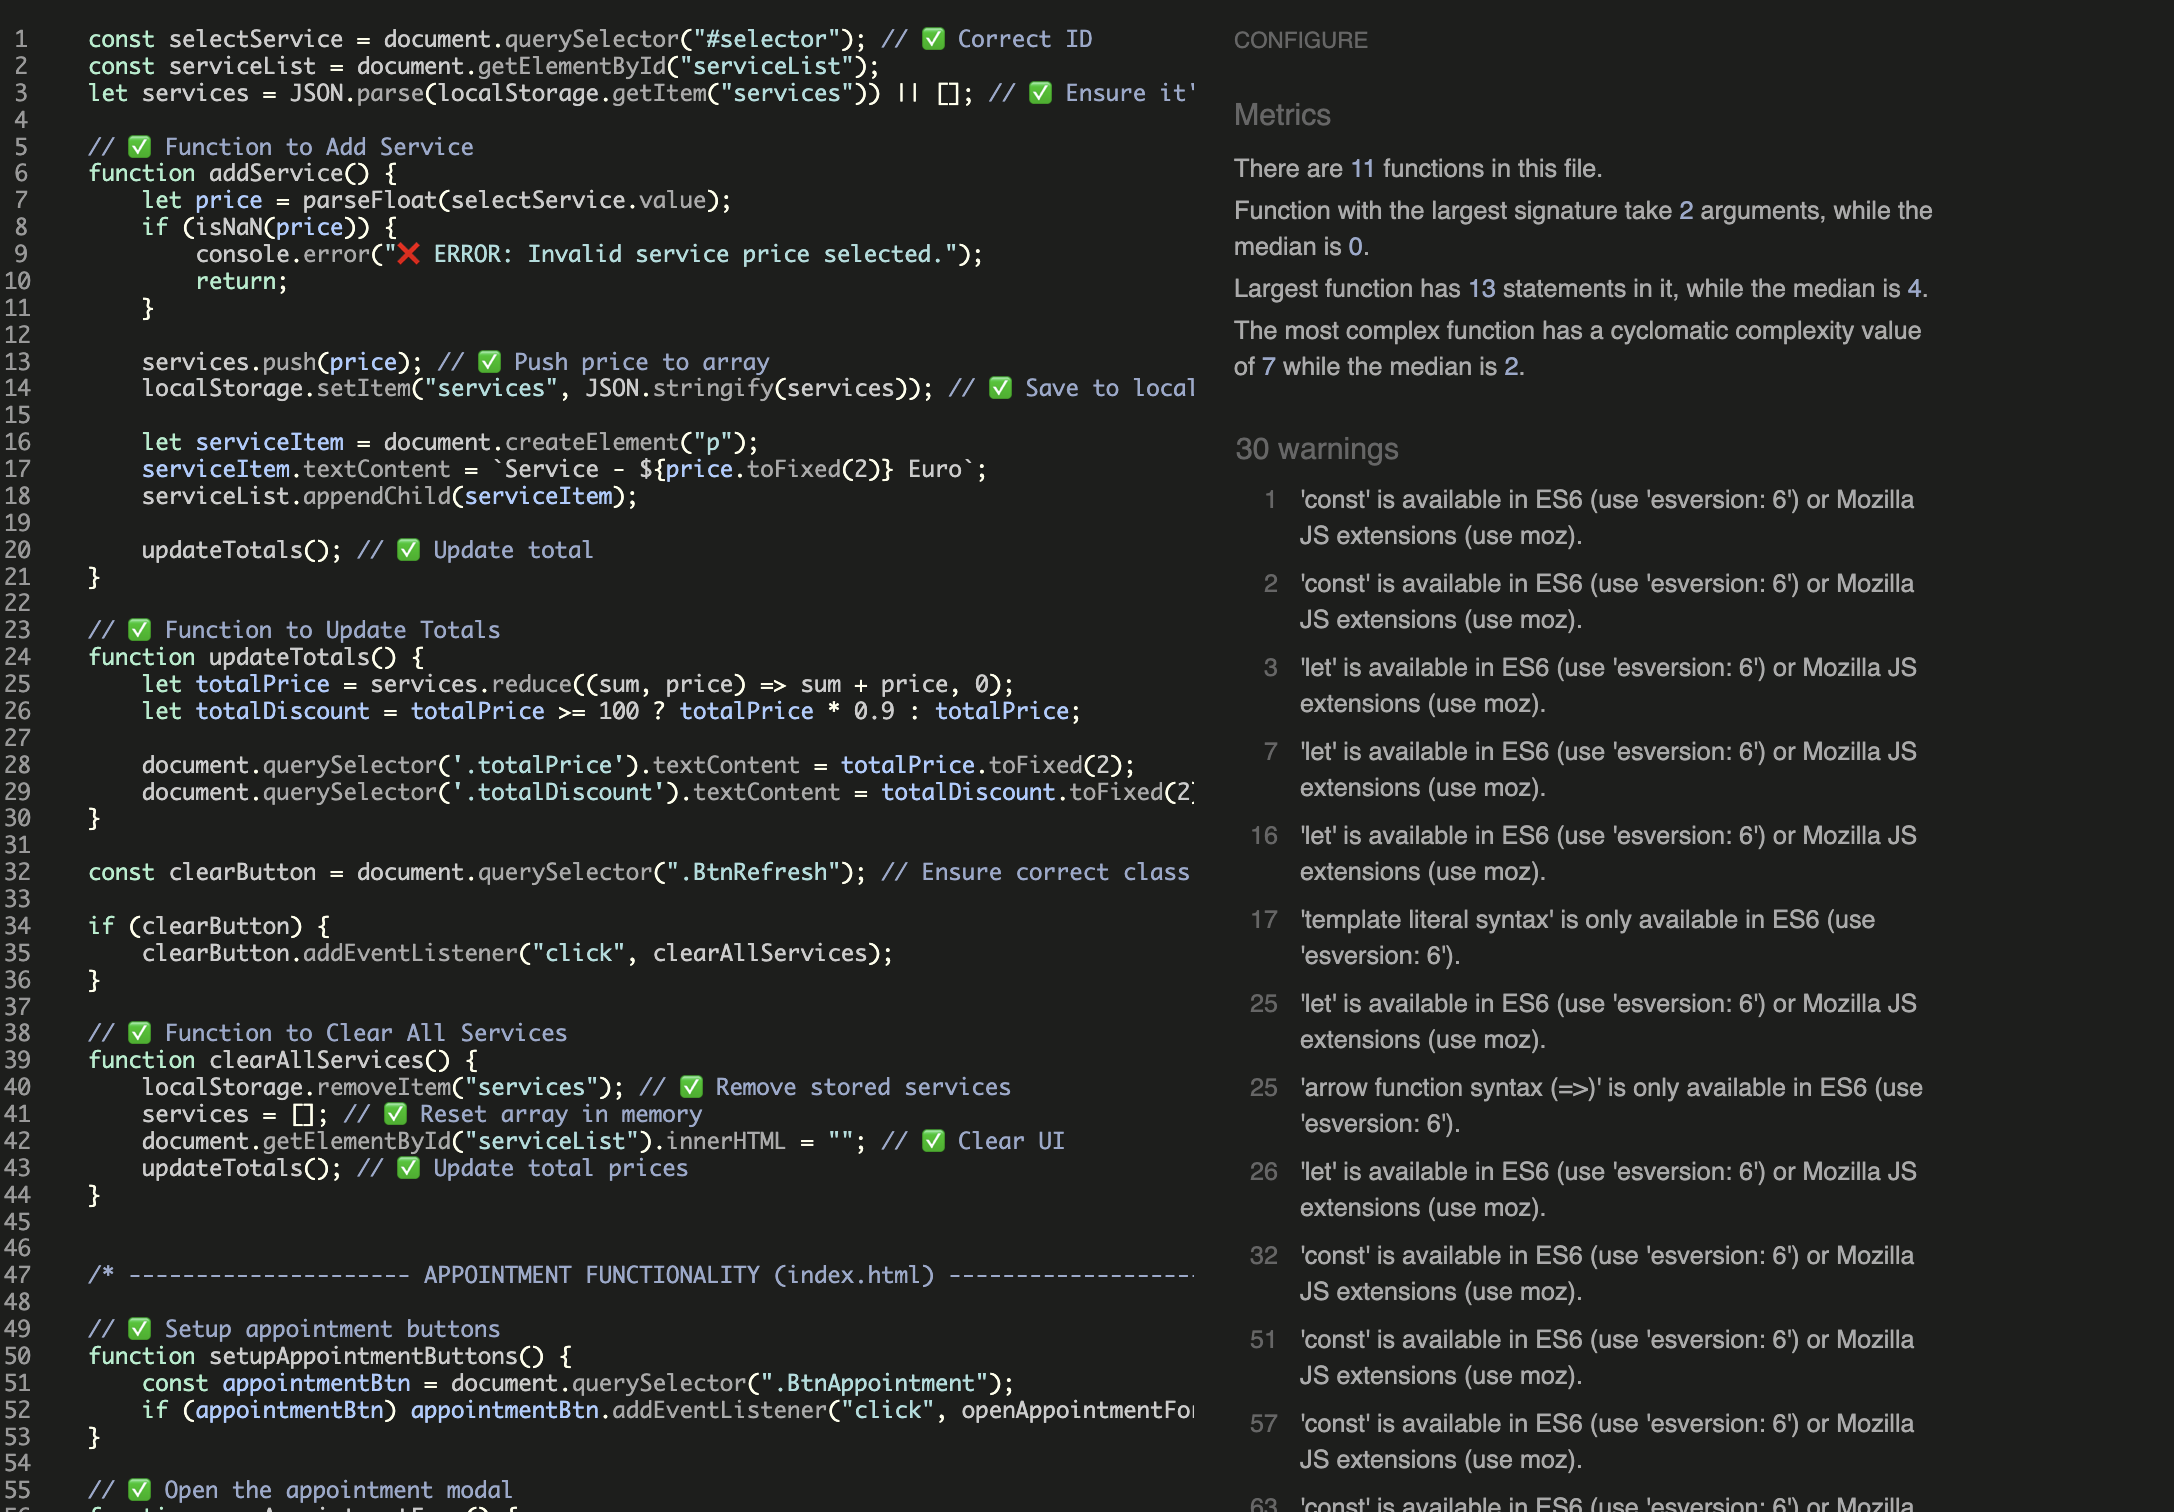 1 const selectService = document.querySelector("#selector"); // ✅ Correct ID
2 const serviceList = document.getElementById("serviceList");
3 let services = JSON.parse(localStorage.getItem("services")) || []; // ✅ Ensure it'
4
5 // ✅ Function to Add Service
6 function addService() {
7     let price = parseFloat(selectService.value);
8     if (isNaN(price)) {
9         console.error("❌ ERROR: Invalid service price selected.");
10         return;
11     }
12
13     services.push(price); // ✅ Push price to array
14     localStorage.setItem("services", JSON.stringify(services)); // ✅ Save to local
15
16     let serviceItem = document.createElement("p");
17     serviceItem.textContent = `Service - ${price.toFixed(2)} Euro`;
18     serviceList.appendChild(serviceItem);
19
20     updateTotals(); // ✅ Update total
21 }
22
23 // ✅ Function to Update Totals
24 function updateTotals() {
25     let totalPrice = services.reduce((sum, price) => sum + price, 0);
26     let totalDiscount = totalPrice >= 100 ? totalPrice * 0.9 : totalPrice;
27
28     document.querySelector('.totalPrice').textContent = totalPrice.toFixed(2);
29     document.querySelector('.totalDiscount').textContent = totalDiscount.toFixed(2
30 }
31
32 const clearButton = document.querySelector(".BtnRefresh"); // Ensure correct class
33
34 if (clearButton) {
35     clearButton.addEventListener("click", clearAllServices);
36 }
37
38 // ✅ Function to Clear All Services
39 function clearAllServices() {
40     localStorage.removeItem("services"); // ✅ Remove stored services
41     services = []; // ✅ Reset array in memory
42     document.getElementById("serviceList").innerHTML = ""; // ✅ Clear UI
43     updateTotals(); // ✅ Update total prices
44 }
45
46
47 /* --------------------- APPOINTMENT FUNCTIONALITY (index.html) -------------------
48
49 // ✅ Setup appointment buttons
50 function setupAppointmentButtons() {
51     const appointmentBtn = document.querySelector(".BtnAppointment");
52     if (appointmentBtn) appointmentBtn.addEventListener("click", openAppointmentFor
53 }
54
55 // ✅ Open the appointment modal
CONFIGURE
Metrics
There are 11 functions in this file.
Function with the largest signature take 2 arguments, while the
median is 0.
Largest function has 13 statements in it, while the median is 4.
The most complex function has a cyclomatic complexity value
of 7 while the median is 2.
30 warnings
1 'const' is available in ES6 (use 'esversion: 6') or Mozilla
JS extensions (use moz).
2 'const' is available in ES6 (use 'esversion: 6') or Mozilla
JS extensions (use moz).
3 'let' is available in ES6 (use 'esversion: 6') or Mozilla JS
extensions (use moz).
7 'let' is available in ES6 (use 'esversion: 6') or Mozilla JS
extensions (use moz).
16 'let' is available in ES6 (use 'esversion: 6') or Mozilla JS
extensions (use moz).
17 'template literal syntax' is only available in ES6 (use
'esversion: 6').
25 'let' is available in ES6 (use 'esversion: 6') or Mozilla JS
extensions (use moz).
25 'arrow function syntax (=>)' is only available in ES6 (use
'esversion: 6').
26 'let' is available in ES6 (use 'esversion: 6') or Mozilla JS
extensions (use moz).
32 'const' is available in ES6 (use 'esversion: 6') or Mozilla
JS extensions (use moz).
51 'const' is available in ES6 (use 'esversion: 6') or Mozilla
JS extensions (use moz).
57 'const' is available in ES6 (use 'esversion: 6') or Mozilla
JS extensions (use moz).
63 'const' is available in ES6 (use 'esversion: 6') or Mozilla